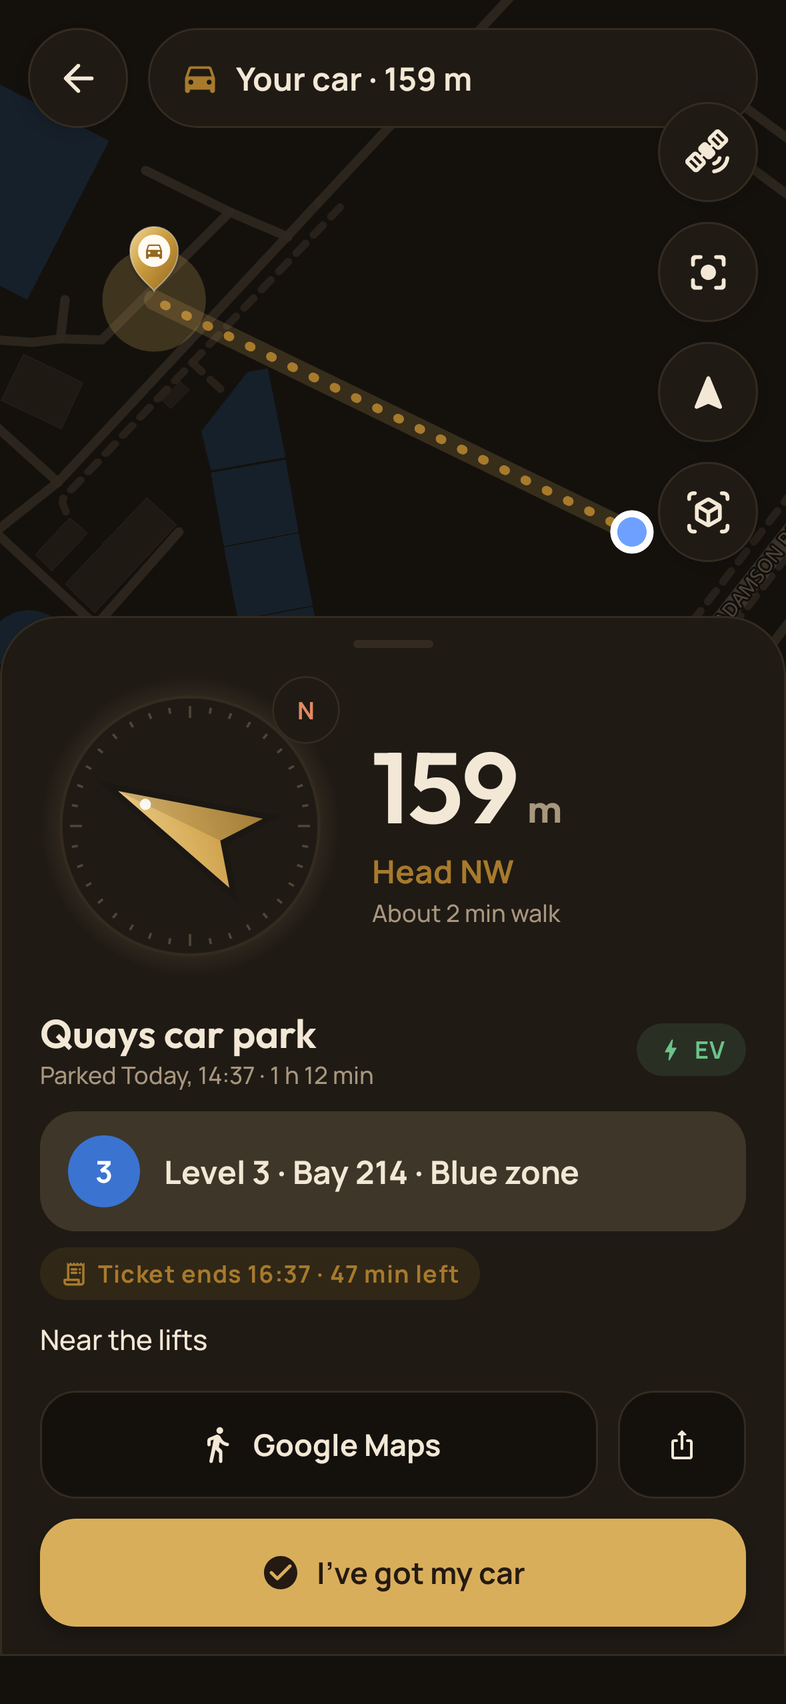 Your car · 159 m
N
159 m
Head NW
About 2 min walk
Quays car park
Parked Today, 14:37 · 1 h 12 min
EV
3
Level 3 · Bay 214 · Blue zone
Ticket ends 16:37 · 47 min left
Near the lifts
Google Maps
I’ve got my car